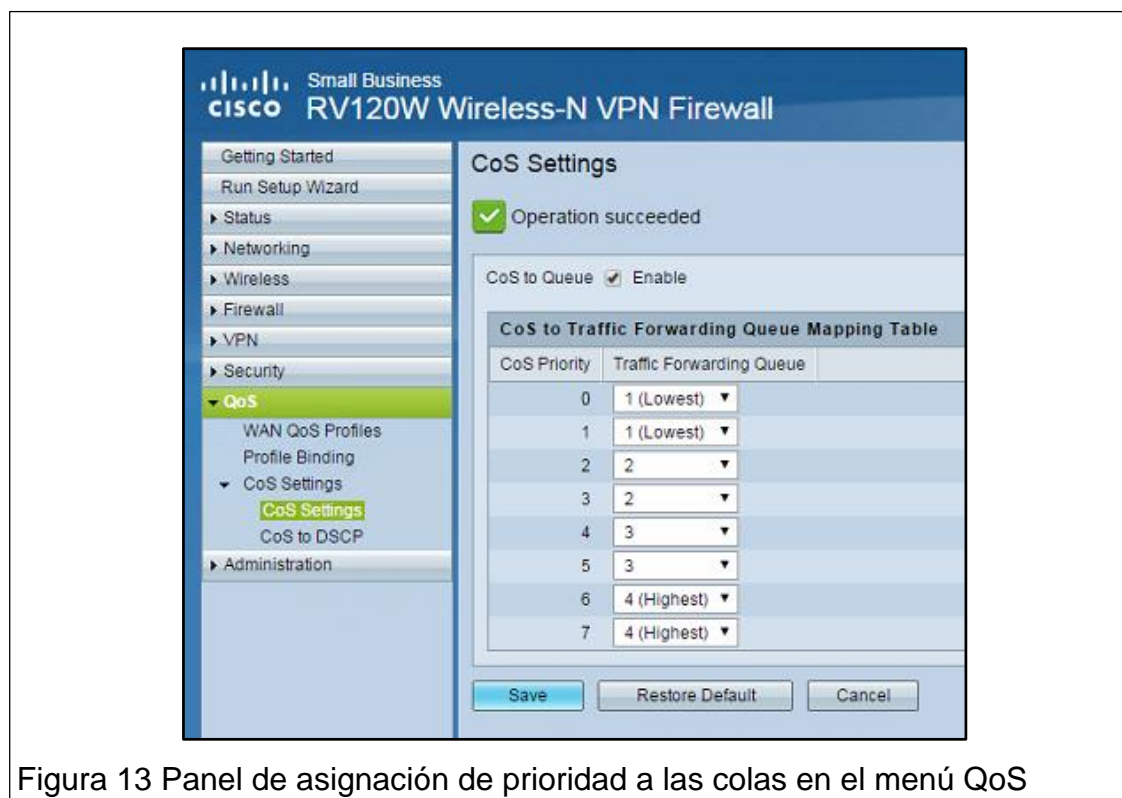 Small Business
CISCO RV120W Wireless-N VPN Firewall
Getting Started
Run Setup Wizard
Status
Networking
Wireless
Firewall
VPN
Security
QoS
WAN QoS Profiles
Profile Binding
CoS Settings
CoS Settings
CoS to DSCP
Administration
CoS Settings
Operation succeeded
CoS to Queue Enable
CoS to Traffic Forwarding Queue Mapping Table
CoS Priority Traffic Forwarding Queue
0 1 (Lowest)
1 1 (Lowest)
2 2
3 2
4 3
5 3
6 4 (Highest)
7 4 (Highest)
Save Restore Default Cancel
Figura 13 Panel de asignación de prioridad a las colas en el menú QoS